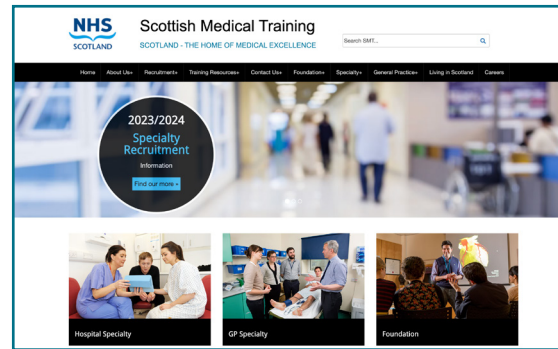 NHS
SCOTLAND
Scottish Medical Training
SCOTLAND - THE HOME OF MEDICAL EXCELLENCE
Search SMT...
Home About Us+ Recruitment+ Training Resources+ Contact Us+ Foundation+ Specialty+ General Practice+ Living in Scotland Careers
2023/2024
Specialty
Recruitment
Information
Find our more »
Hospital Specialty GP Specialty Foundation